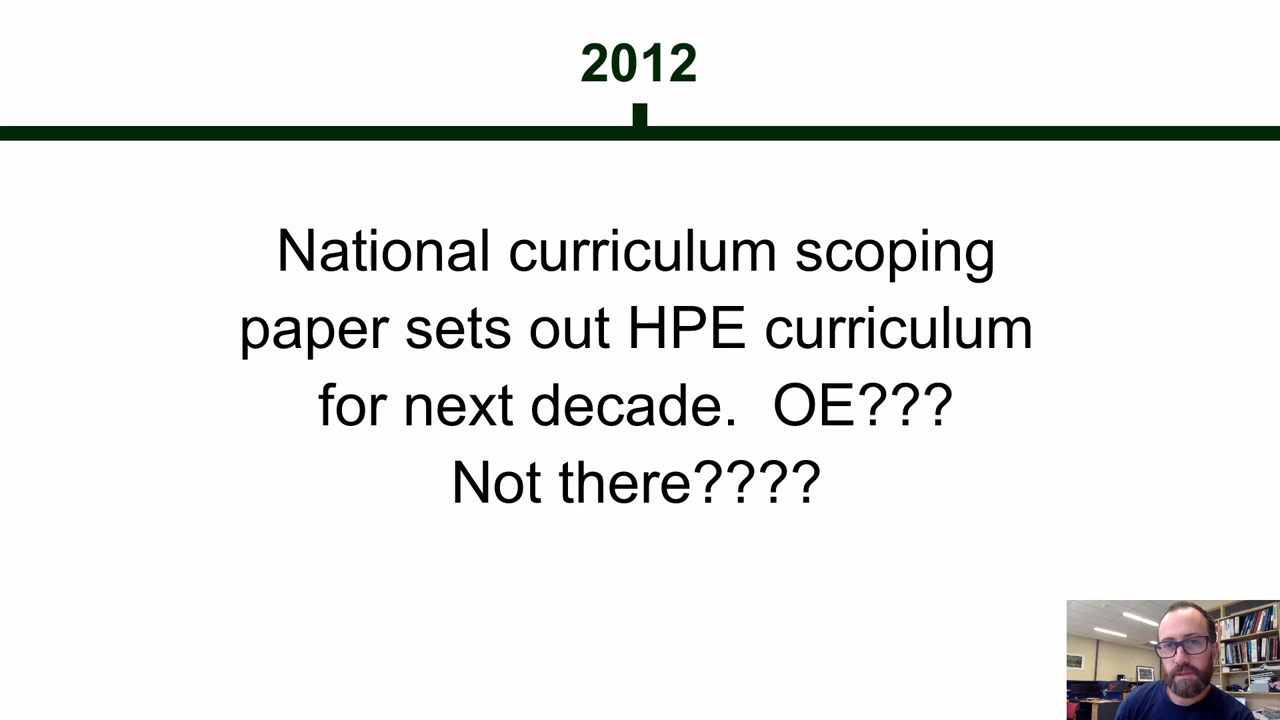 2012
National curriculum scoping
paper sets out HPE curriculum
for next decade.  OE???
Not there????